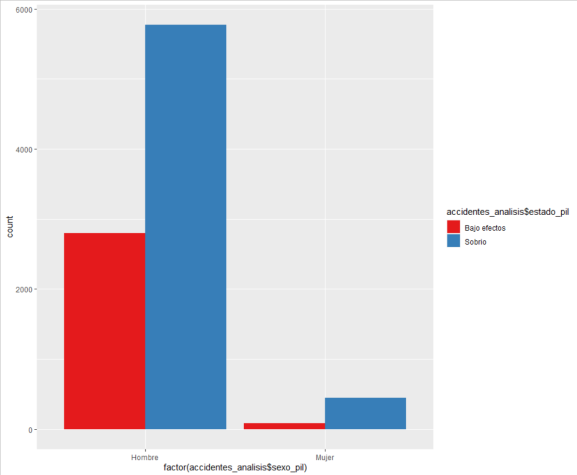 6000
4000
2000
0
count
Hombre
Mujer
factor(accidentes_analisis$sexo_pil)
accidentes_analisis$estado_pil
Bajo efectos
Sobrio